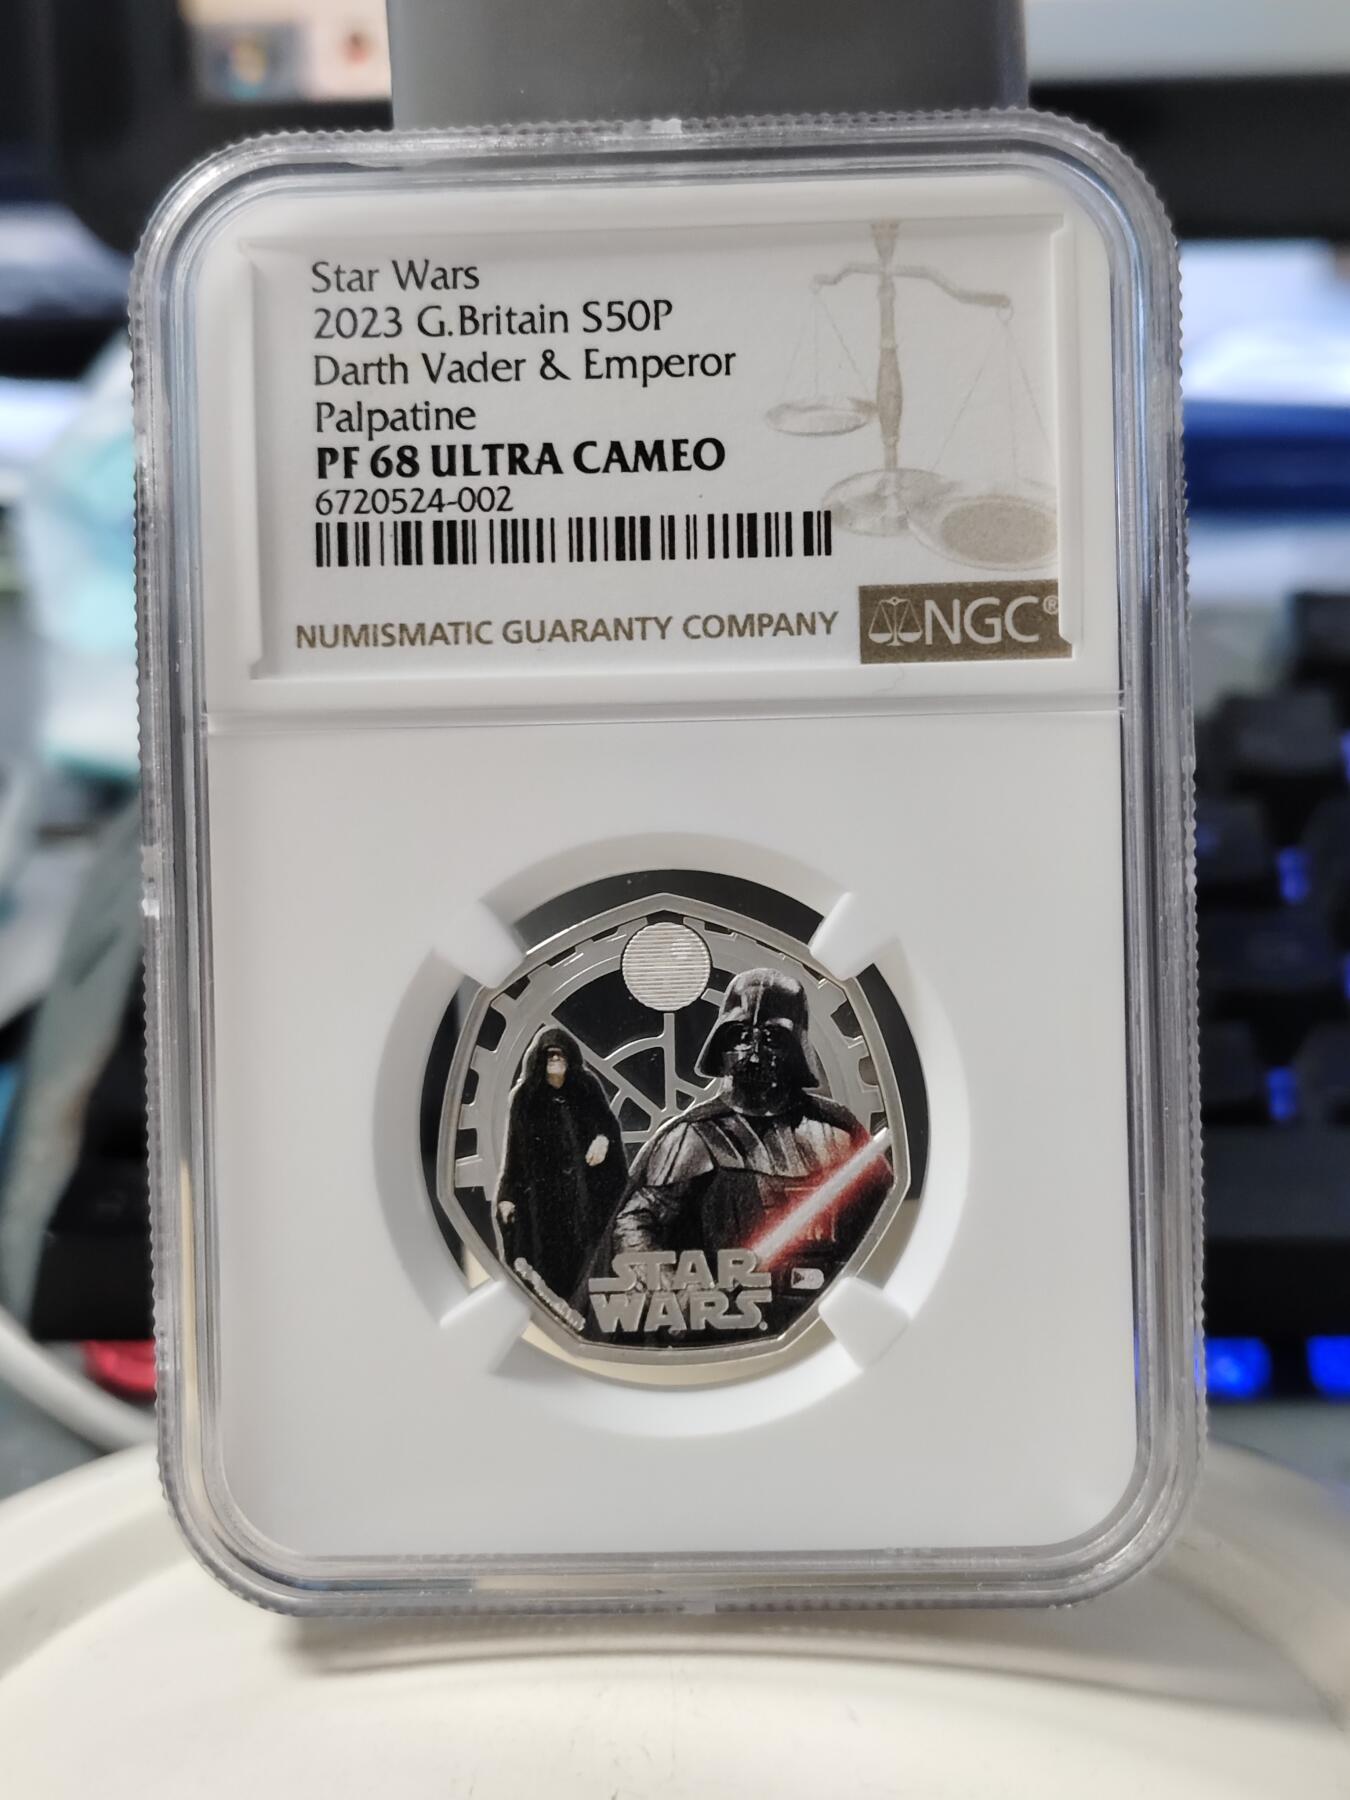 Star Wars
2023 G.Britain S50P
Darth Vader & Emperor
Palpatine
PF 68 ULTRA CAMEO
6720524-002
NUMISMATIC GUARANTY COMPANY
NGC®
STAR
WARS